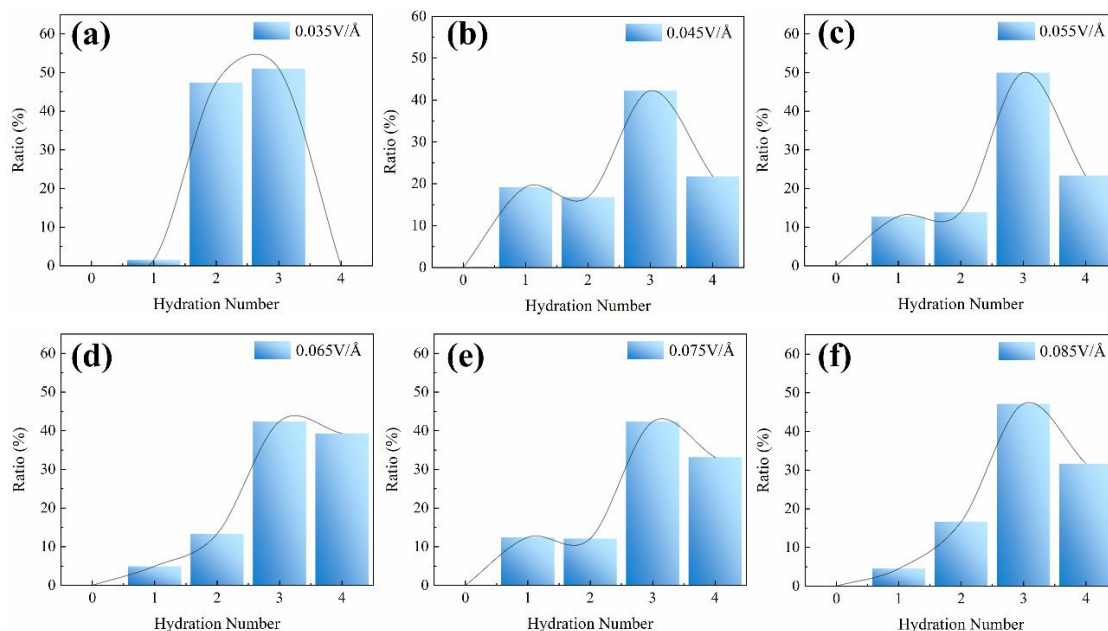 (a)
0.035V/Å
60
50
40
30
20
10
0
Ratio (%)
0 1 2 3 4
Hydration Number
(b)
0.045V/Å
60
50
40
30
20
10
0
Ratio (%)
0 1 2 3 4
Hydration Number
(c)
0.055V/Å
60
50
40
30
20
10
0
Ratio (%)
0 1 2 3 4
Hydration Number
(d)
0.065V/Å
60
50
40
30
20
10
0
Ratio (%)
0 1 2 3 4
Hydration Number
(e)
0.075V/Å
60
50
40
30
20
10
0
Ratio (%)
0 1 2 3 4
Hydration Number
(f)
0.085V/Å
60
50
40
30
20
10
0
Ratio (%)
0 1 2 3 4
Hydration Number